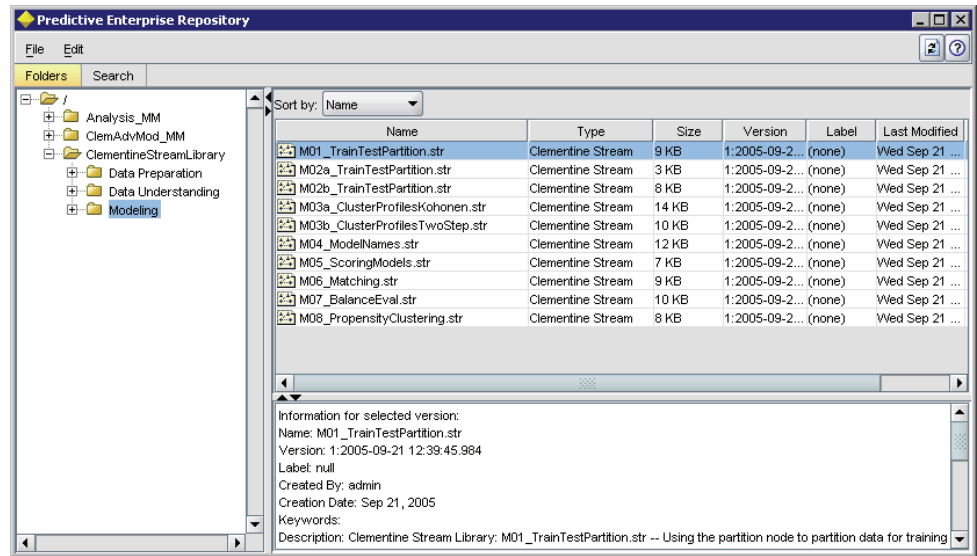 Predictive Enterprise Repository
File Edit
Folders Search
/
Analysis_MM
ClemAdvMod_MM
ClementineStreamLibrary
Data Preparation
Data Understanding
Modeling
Sort by: Name
Name Type Size Version Label Last Modified
M01_TrainTestPartition.str Clementine Stream 9 KB 1:2005-09-2... (none) Wed Sep 21 ...
M02a_TrainTestPartition.str Clementine Stream 3 KB 1:2005-09-2... (none) Wed Sep 21 ...
M02b_TrainTestPartition.str Clementine Stream 8 KB 1:2005-09-2... (none) Wed Sep 21 ...
M03a_ClusterProfilesKohonen.str Clementine Stream 14 KB 1:2005-09-2... (none) Wed Sep 21 ...
M03b_ClusterProfilesTwoStep.str Clementine Stream 10 KB 1:2005-09-2... (none) Wed Sep 21 ...
M04_ModelNames.str Clementine Stream 12 KB 1:2005-09-2... (none) Wed Sep 21 ...
M05_ScoringModels.str Clementine Stream 7 KB 1:2005-09-2... (none) Wed Sep 21 ...
M06_Matching.str Clementine Stream 9 KB 1:2005-09-2... (none) Wed Sep 21 ...
M07_BalanceEval.str Clementine Stream 10 KB 1:2005-09-2... (none) Wed Sep 21 ...
M08_PropensityClustering.str Clementine Stream 8 KB 1:2005-09-2... (none) Wed Sep 21 ...
Information for selected version:
Name: M01_TrainTestPartition.str
Version: 1:2005-09-21 12:39:45.984
Label: null
Created By: admin
Creation Date: Sep 21, 2005
Keywords:
Description: Clementine Stream Library: M01_TrainTestPartition.str -- Using the partition node to partition data for training